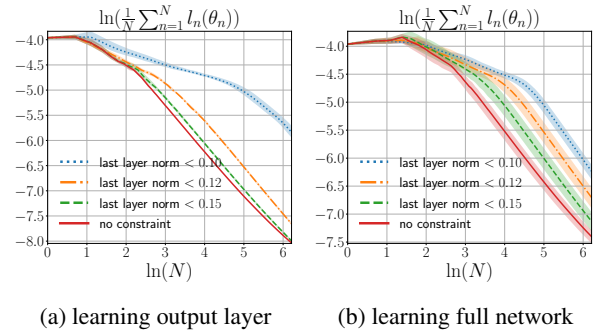 ln(1/N ∑_{n=1}^{N} l_n(θ_n))
−4.0
−4.5
−5.0
−5.5
−6.0
−6.5
−7.0
−7.5
−8.0
last layer norm < 0.10
last layer norm < 0.12
last layer norm < 0.15
no constraint
0 1 2 3 4 5 6
ln(N)
(a) learning output layer
ln(1/N ∑_{n=1}^{N} l_n(θ_n))
−4.0
−4.5
−5.0
−5.5
−6.0
−6.5
−7.0
−7.5
last layer norm < 0.10
last layer norm < 0.12
last layer norm < 0.15
no constraint
0 1 2 3 4 5 6
ln(N)
(b) learning full network